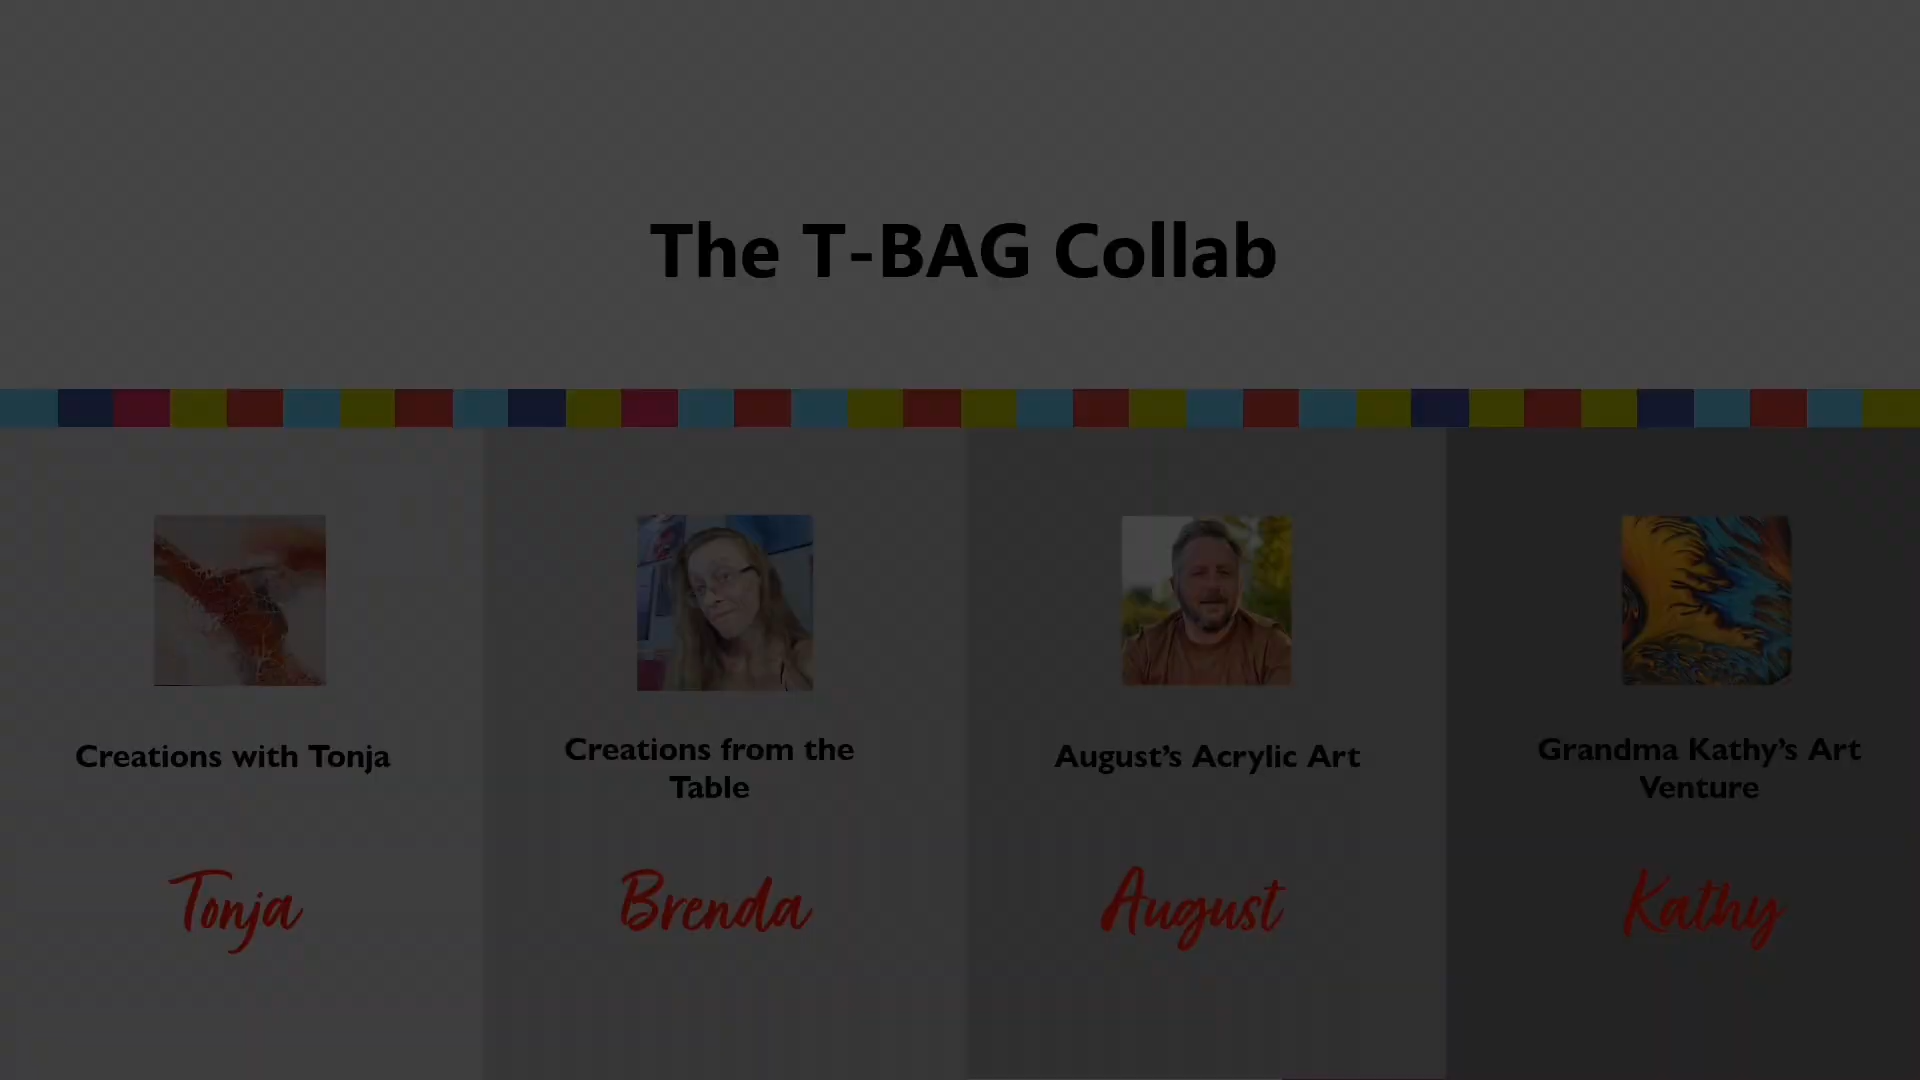 The T-BAG Collab
Creations with Tonja
Creations from the
Table
August's Acrylic Art
Grandma Kathy's Art
Venture
Tonja
Brenda
August
Kathy